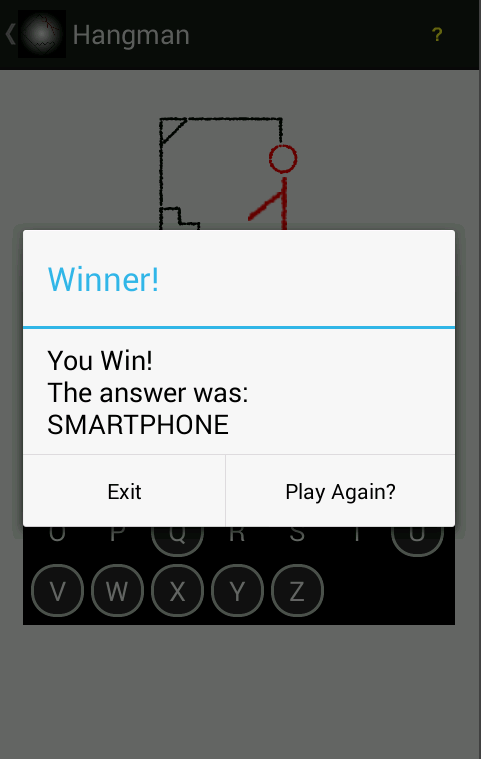 Hangman
?
Winner!
You Win!
The answer was:
SMARTPHONE
Exit
Play Again?
O P Q R S T U
V W X Y Z